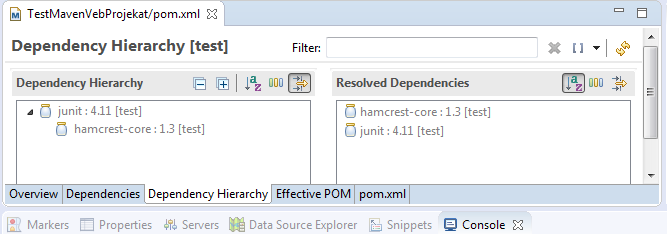 TestMavenVebProjekat/pom.xml
Dependency Hierarchy [test]
Filter:
Dependency Hierarchy
Resolved Dependencies
junit : 4.11 [test]
hamcrest-core : 1.3 [test]
hamcrest-core : 1.3 [test]
junit : 4.11 [test]
Overview Dependencies Dependency Hierarchy Effective POM pom.xml
Markers Properties Servers Data Source Explorer Snippets Console